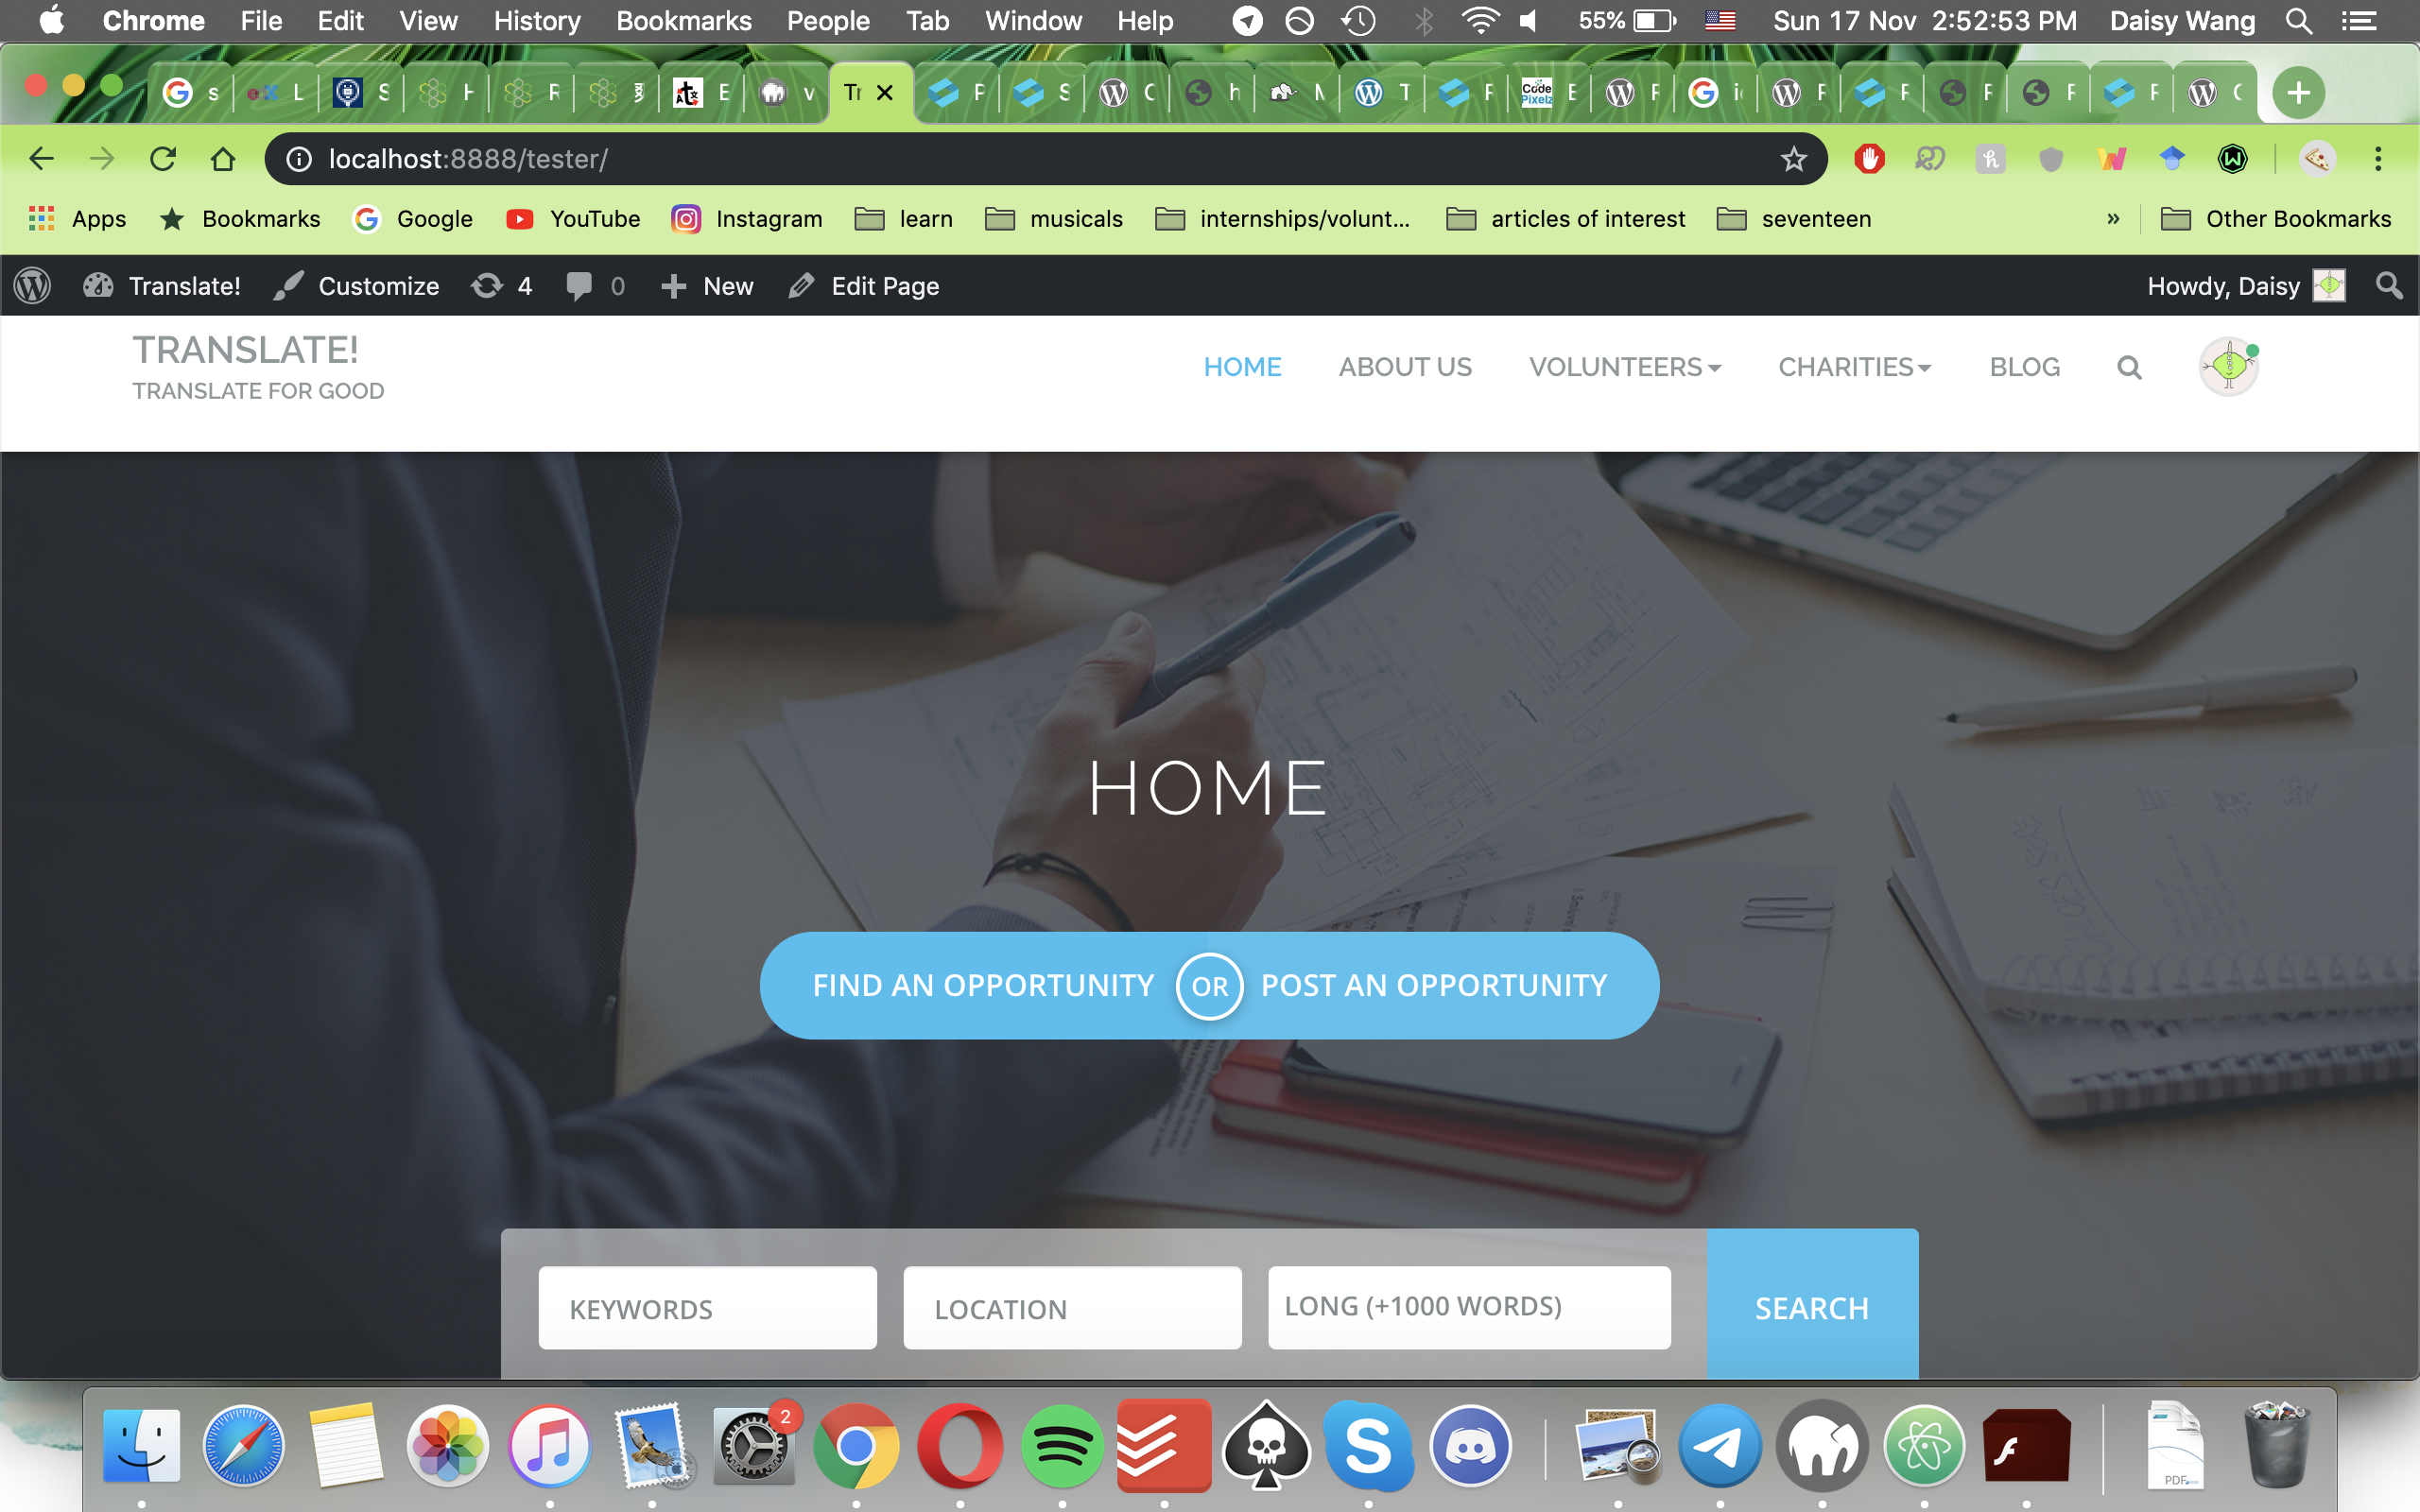 Chrome File Edit View History Bookmarks People Tab Window Help 55% Sun 17 Nov 2:52:53 PM Daisy Wang
s L S H F E v Tr F S C h M T F Code Pixelz E F G F F F F F C
localhost:8888/tester/
Apps Bookmarks Google YouTube Instagram learn musicals internships/volunt... articles of interest seventeen » Other Bookmarks
Translate! Customize 4 0 New Edit Page Howdy, Daisy
TRANSLATE!
TRANSLATE FOR GOOD
HOME ABOUT US VOLUNTEERS CHARITIES BLOG
HOME
FIND AN OPPORTUNITY OR POST AN OPPORTUNITY
KEYWORDS LOCATION LONG (+1000 WORDS) SEARCH
2
PDF